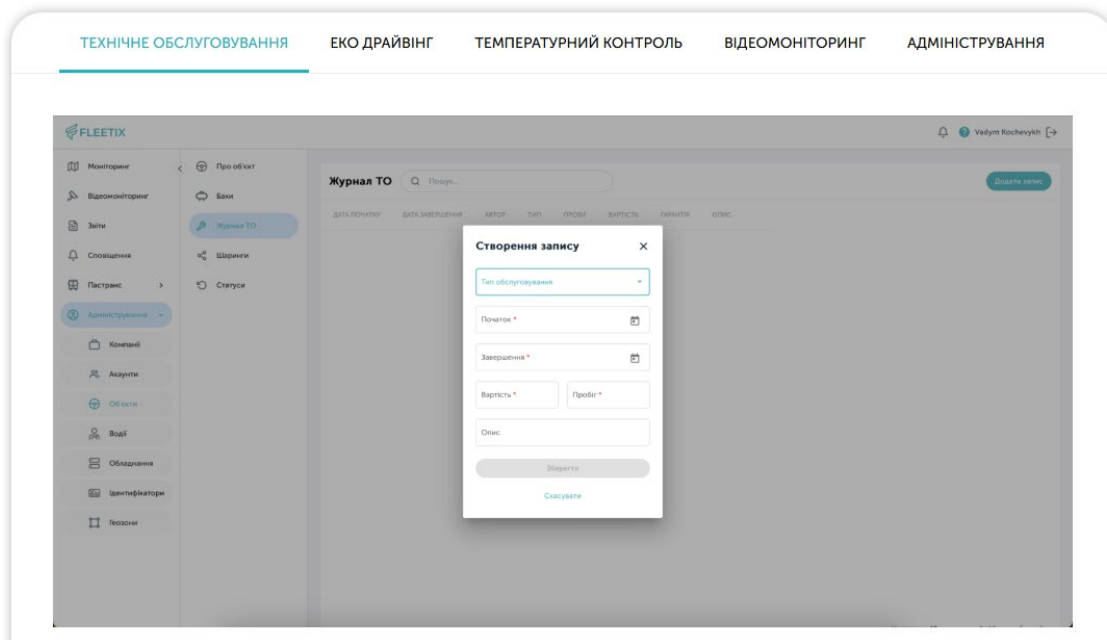 ТЕХНІЧНЕ ОБСЛУГОВУВАННЯ ЕКО ДРАЙВІНГ ТЕМПЕРАТУРНИЙ КОНТРОЛЬ ВІДЕОМОНІТОРИНГ АДМІНІСТРУВАННЯ
FLEETIX Vadym Kochevykh
Моніторинг
Відеомоніторинг
Звіти
Сповіщення
Пастранс
Адміністрування
Компанії
Акаунти
Об'єкти
Водії
Обладнання
Ідентифікатори
Геозони
Про об'єкт
Баки
Журнал ТО
Шаринги
Статуси
Журнал ТО Пошук... Додати запис
ДАТА ПОЧАТКУ ДАТА ЗАВЕРШЕННЯ АВТОР ТИП ПРОБІГ ВАРТІСТЬ ГАРАНТІЯ ОПИС
Створення запису
Тип обслуговування
Початок *
Завершення *
Вартість * Пробіг *
Опис
Зберегти
Скасувати